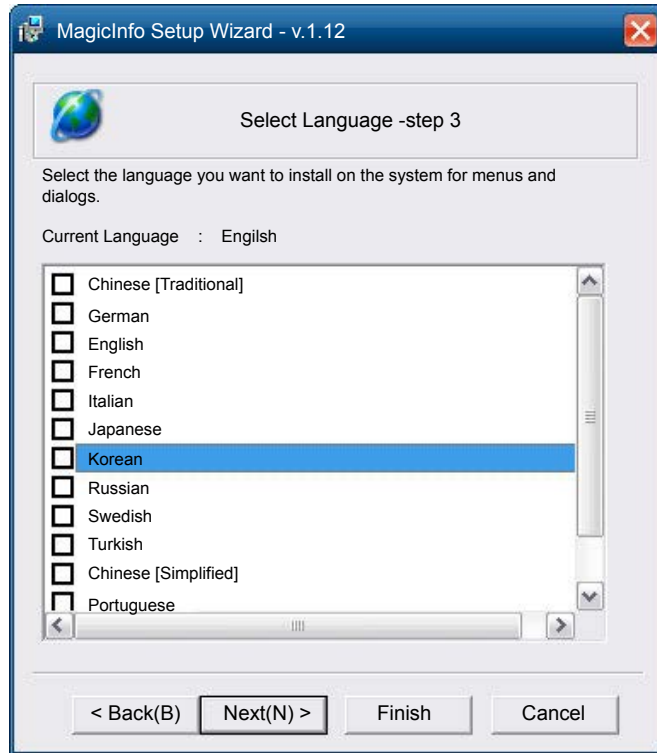 MagicInfo Setup Wizard - v.1.12
Select Language -step 3
Select the language you want to install on the system for menus and
dialogs.
Current Language : Engilsh
Chinese [Traditional]
German
English
French
Italian
Japanese
Korean
Russian
Swedish
Turkish
Chinese [Simplified]
Portuguese
< Back(B) Next(N) > Finish Cancel